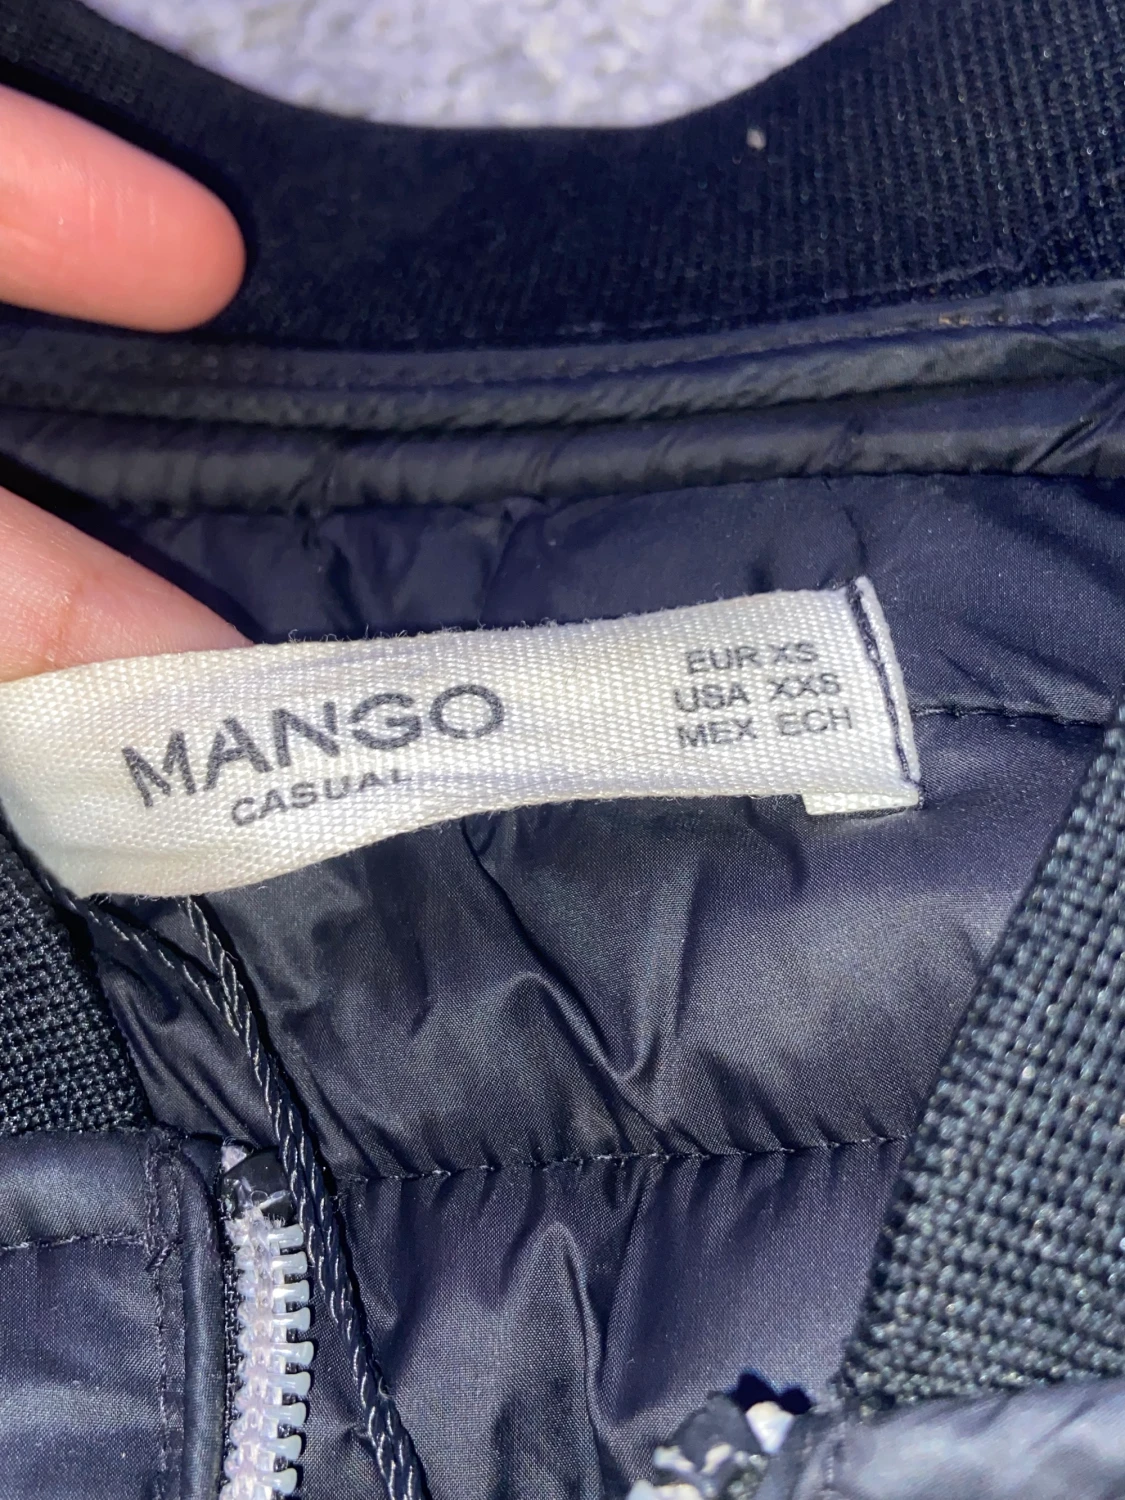 MANGO
CASUAL
EUR XS
USA XXS
MEX ECH